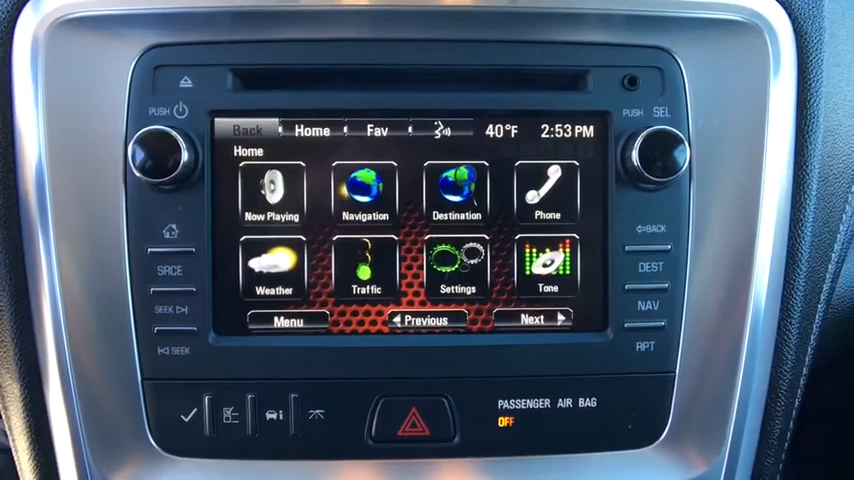 PUSH
PUSH SEL
Back Home Fav 40°F 2:53 PM
Home
Now Playing Navigation Destination Phone
Weather Traffic Settings Tone
Menu Previous Next
SRCE
SEEK
SEEK
BACK
DEST
NAV
RPT
PASSENGER AIR BAG
OFF